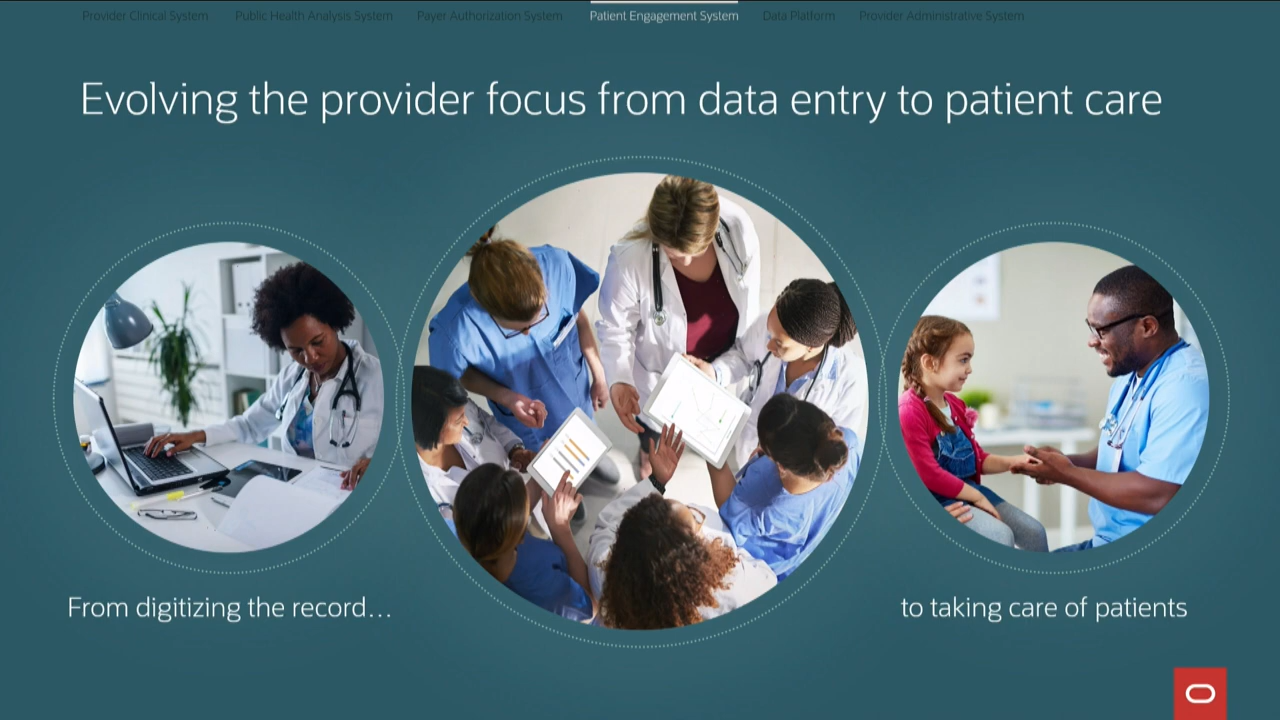 Provider Clinical System
Public Health Analysis System
Payer Authorization System
Patient Engagement System
Data Platform
Provider Administrative System
Evolving the provider focus from data entry to patient care
From digitizing the record…
to taking care of patients